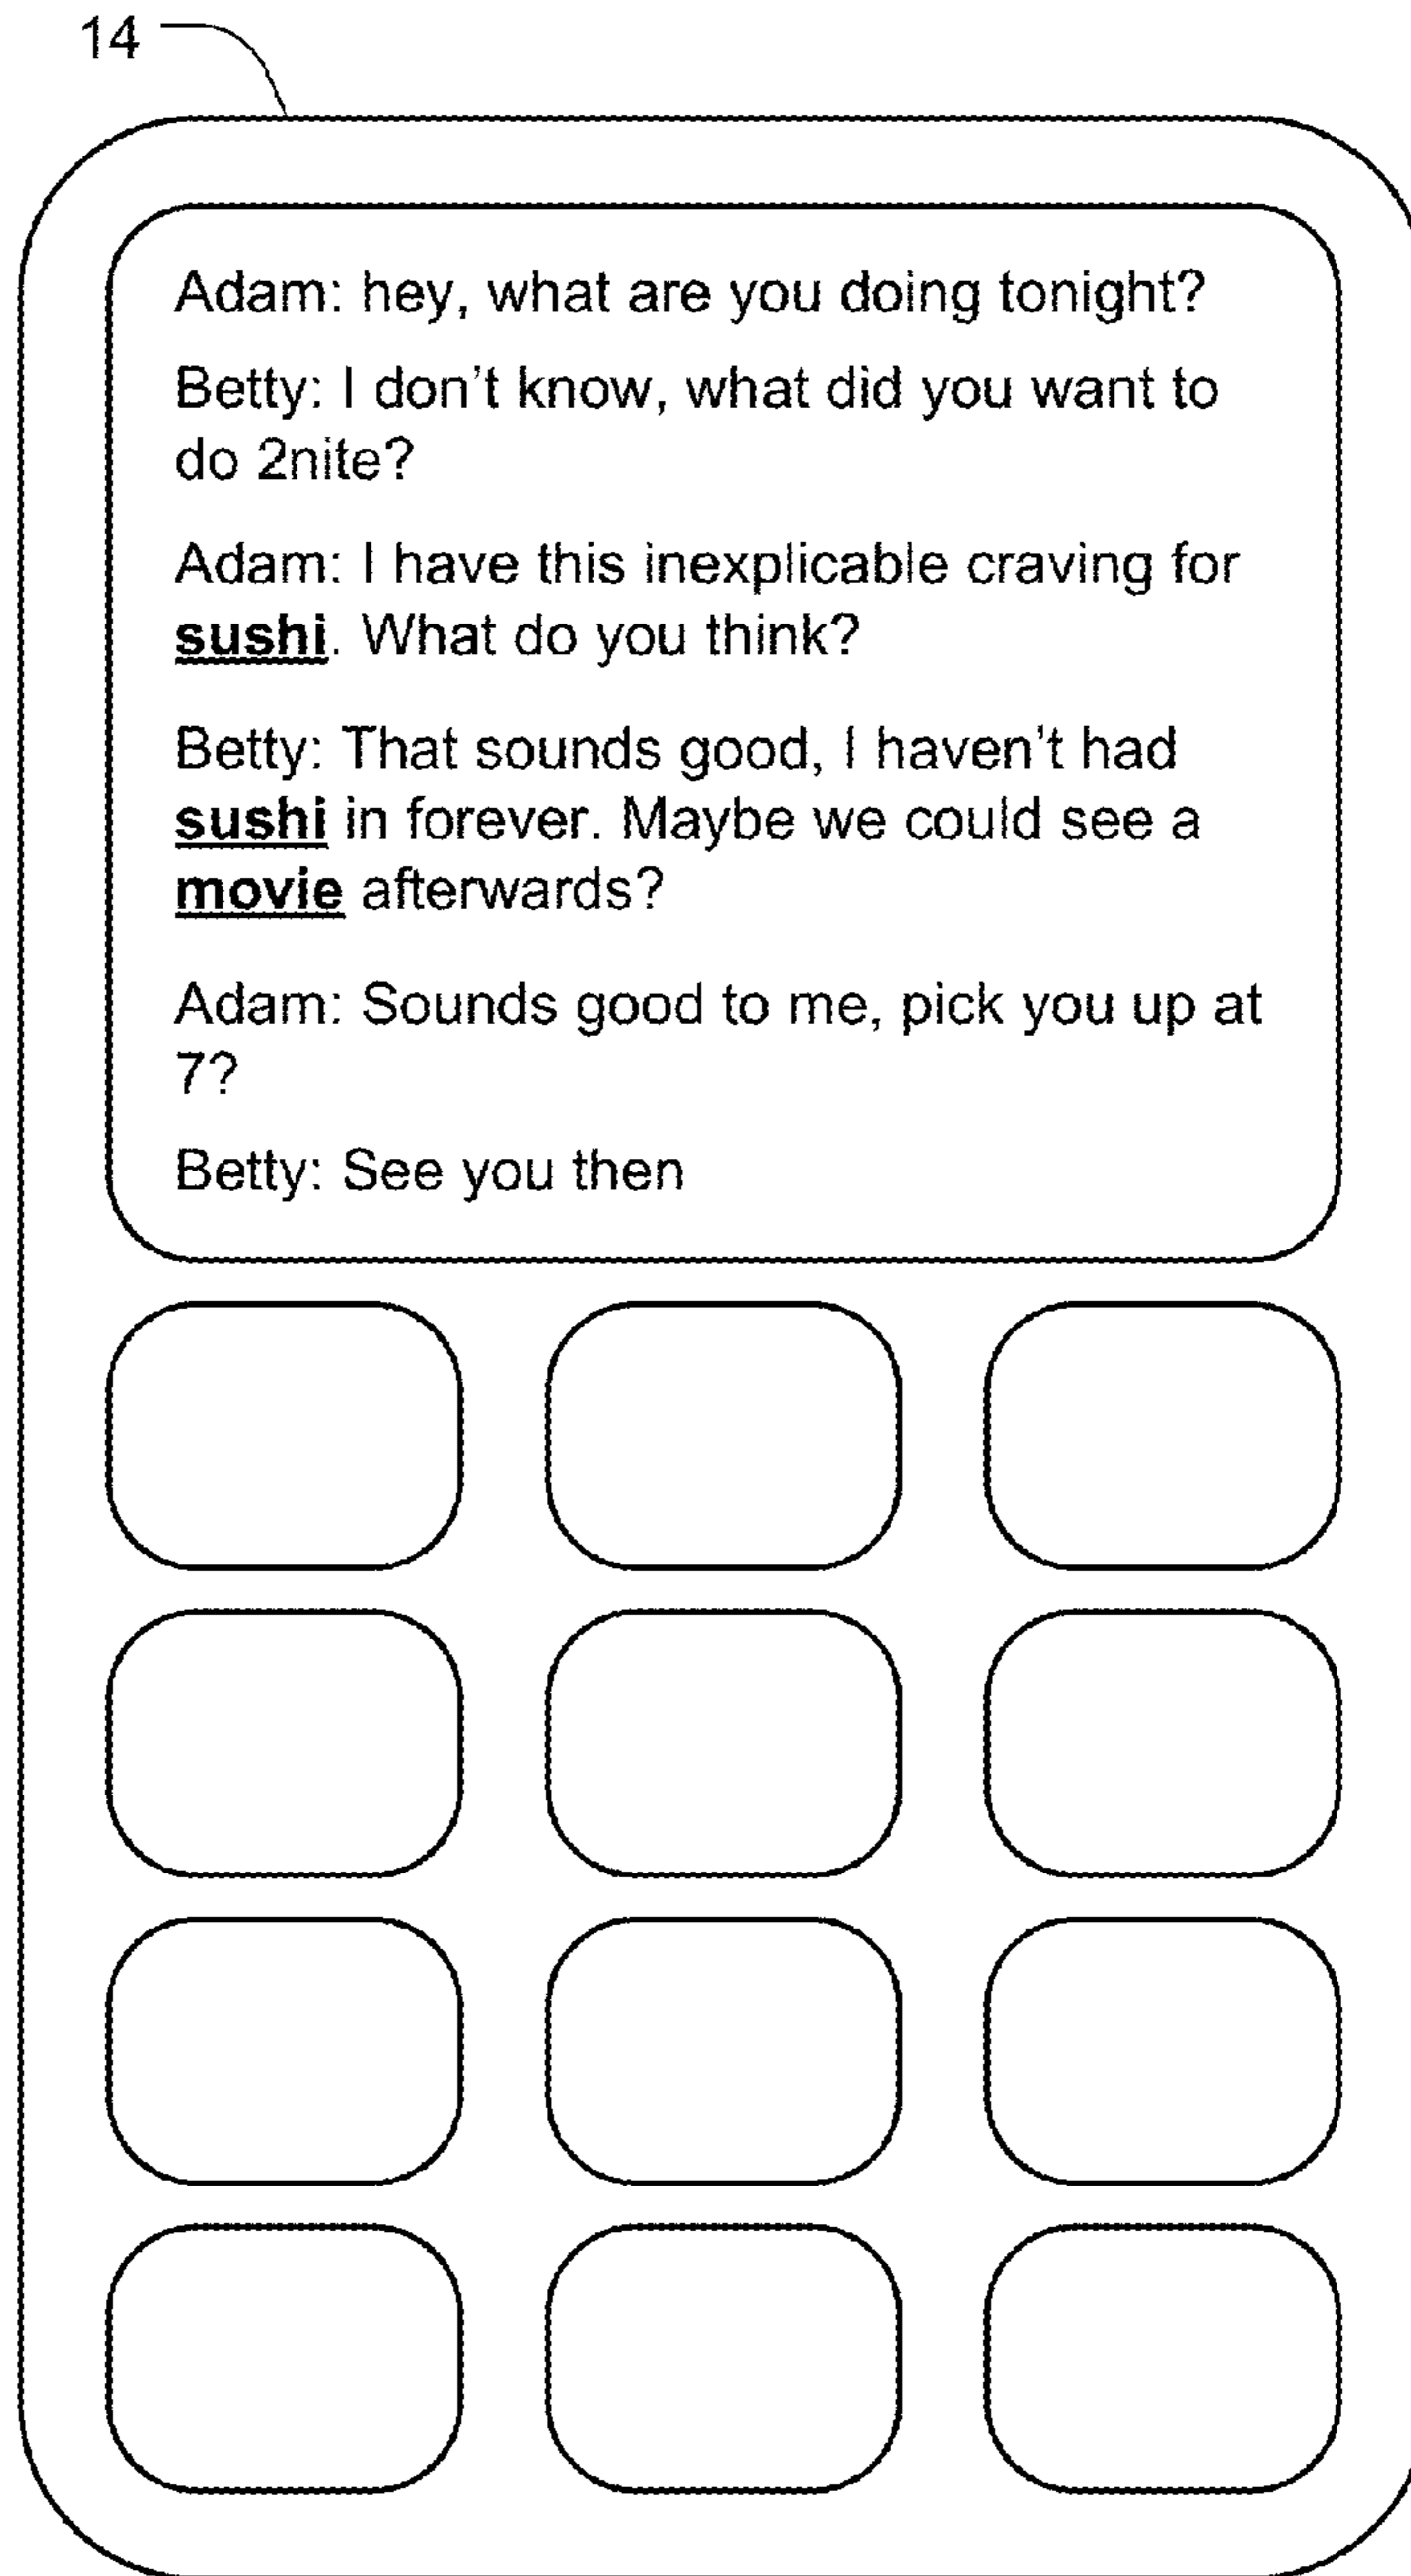 14
Adam: hey, what are you doing tonight?
Betty: I don't know, what did you want to
do 2nite?
Adam: I have this inexplicable craving for
sushi. What do you think?
Betty: That sounds good, I haven't had
sushi in forever. Maybe we could see a
movie afterwards?
Adam: Sounds good to me, pick you up at
7?
Betty: See you then